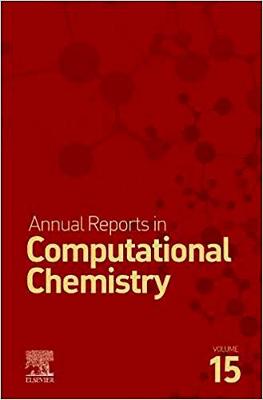 Annual Reports in
Computational
Chemistry
VOLUME
15
ELSEVIER